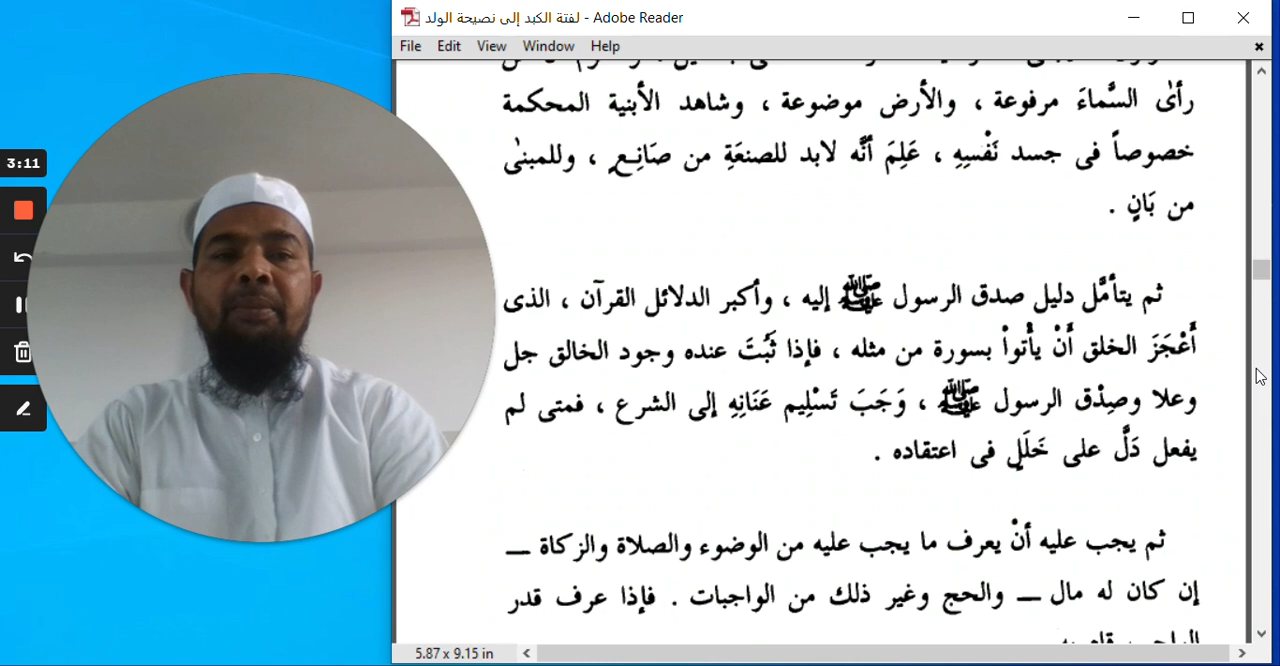 لفتة الكبد إلى نصيحة الولد - Adobe Reader
File Edit View Window Help
رأى السَّماءَ مرفوعة ، والأرض موضوعة ، وشاهد الأبنية المحكمة
خصوصاً فى جسد نَفْسِهِ ، عَلِمَ أنَّه لابد للصنعَةِ من صَانِعٍ ، وللمبنى
من بَانٍ .
ثم يتأمَّل دليل صدق الرسول ﷺ إليه ، وأكبر الدلائل القرآن ، الذى
أَعْجَزَ الخلق أَنْ يأْتواْ بسورة من مثله ، فإذا ثَبُتَ عنده وجود الخالق جل
وعلا وصِدْق الرسول ﷺ ، وَجَبَ تَسْلِيم عَنَانِهِ إلى الشرع ، فمتى لم
يفعل دَلَّ على خَلَلٍ فى اعتقاده .
ثم يجب عليه أنْ يعرف ما يجب عليه من الوضوء والصلاة والزكاة —
إن كان له مال — والحج وغير ذلك من الواجبات . فإذا عرف قدر
3:11
5.87 x 9.15 in